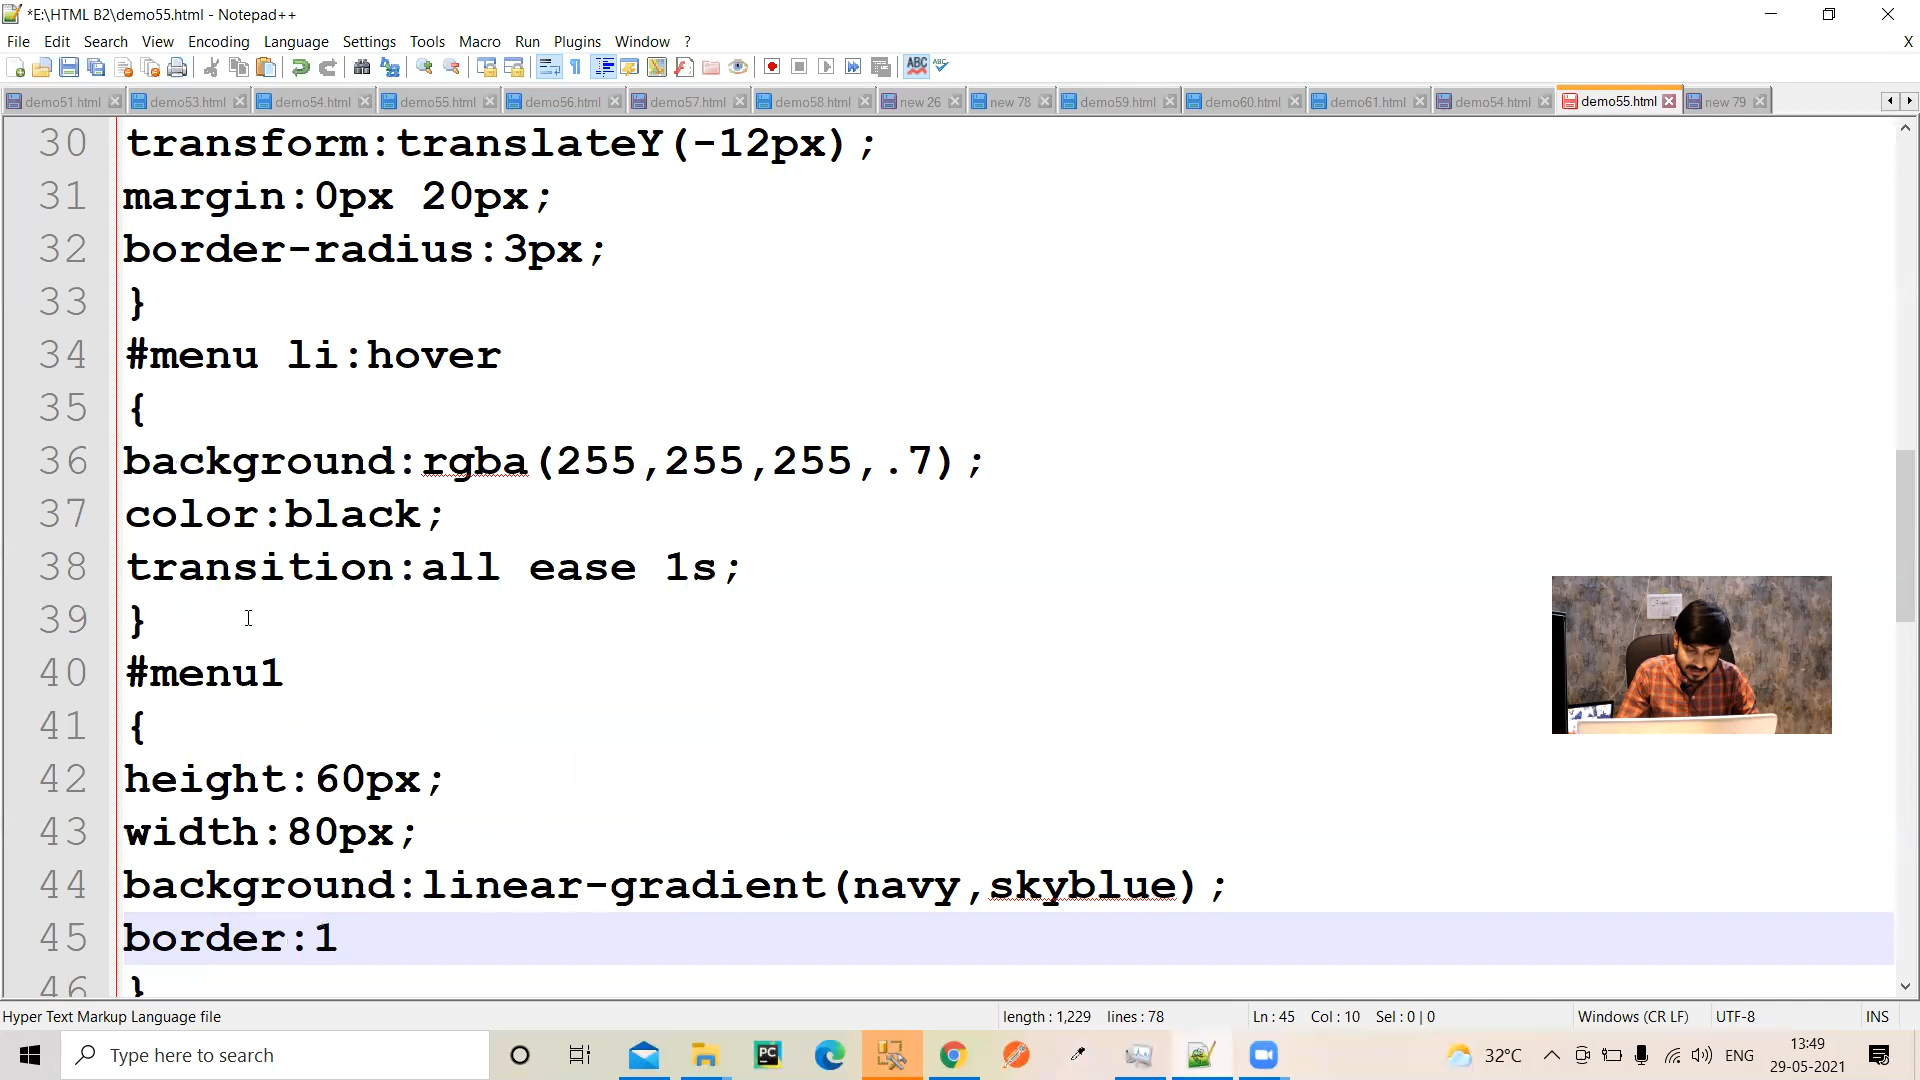 *E:\HTML B2\demo55.html - Notepad++
File Edit Search View Encoding Language Settings Tools Macro Run Plugins Window ? X
demo51 html demo53.html demo54.html demo55.html demo56.html demo57.html demo58.html new 26 new 78 demo59.html demo60.html demo61.html demo54.html demo55.html new 79
30 transform:translateY(-12px);
31 margin:0px 20px;
32 border-radius:3px;
33 }
34 #menu li:hover
35 {
36 background:rgba(255,255,255,.7);
37 color:black;
38 transition:all ease 1s;
39 }
40 #menu1
41 {
42 height:60px;
43 width:80px;
44 background:linear-gradient(navy,skyblue);
45 border:1
46 }
Hyper Text Markup Language file length : 1,229 lines : 78 Ln : 45 Col : 10 Sel : 0 | 0 Windows (CR LF) UTF-8 INS
Type here to search 32°C ENG 13:49
29-05-2021